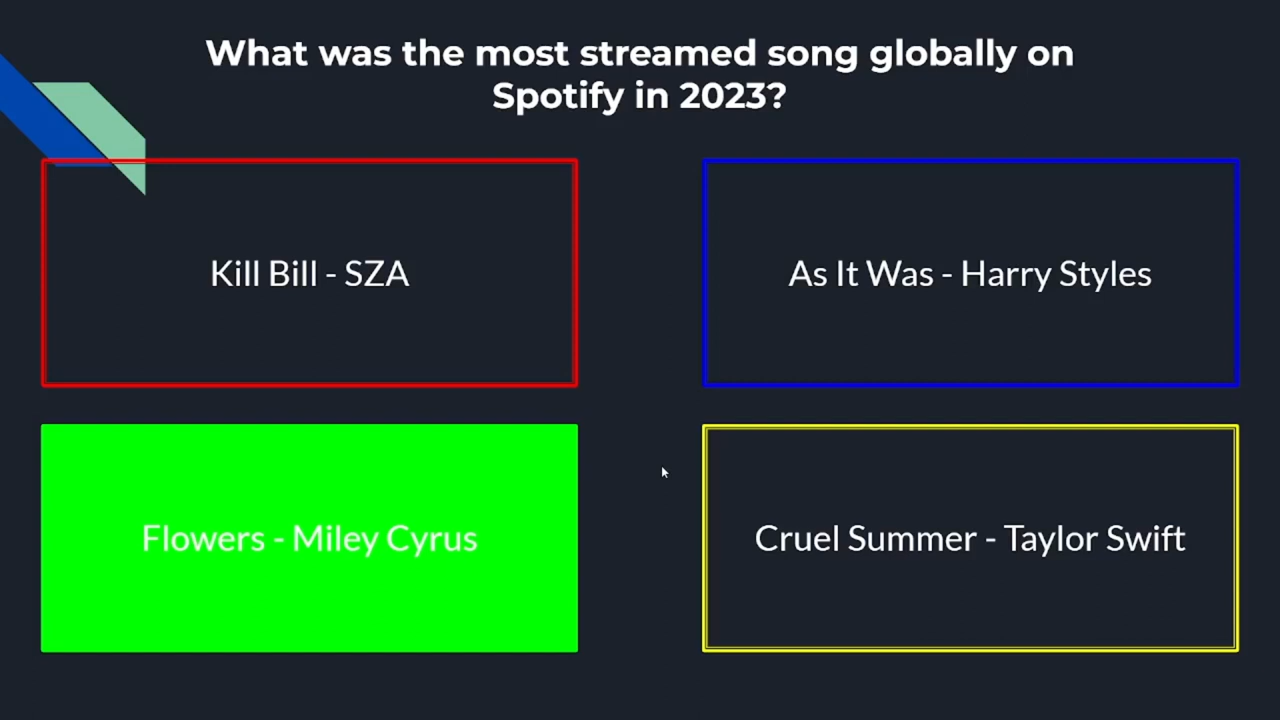 What was the most streamed song globally on
Spotify in 2023?
Kill Bill - SZA
As It Was - Harry Styles
Flowers - Miley Cyrus
Cruel Summer - Taylor Swift